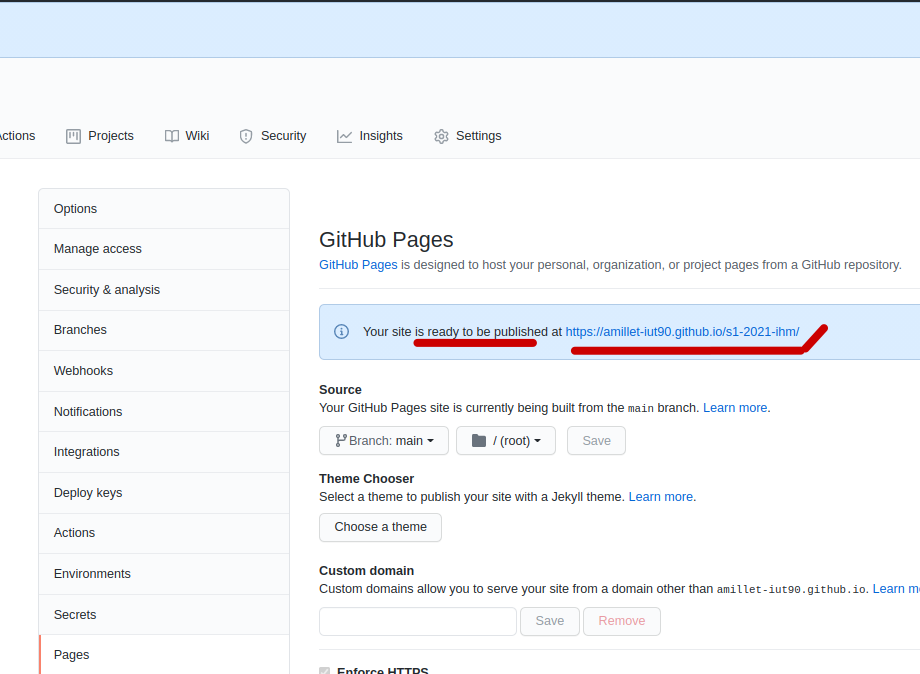 Projects Wiki Security Insights Settings
Options
Manage access
Security & analysis
Branches
Webhooks
Notifications
Integrations
Deploy keys
Actions
Environments
Secrets
Pages
GitHub Pages
GitHub Pages is designed to host your personal, organization, or project pages from a GitHub repository.
Your site is ready to be published at https://amillet-iut90.github.io/s1-2021-ihm/
Source
Your GitHub Pages site is currently being built from the main branch. Learn more.
Branch: main / (root) Save
Theme Chooser
Select a theme to publish your site with a Jekyll theme. Learn more.
Choose a theme
Custom domain
Custom domains allow you to serve your site from a domain other than amillet-iut90.github.io. Learn
Save Remove
Enforce HTTPS